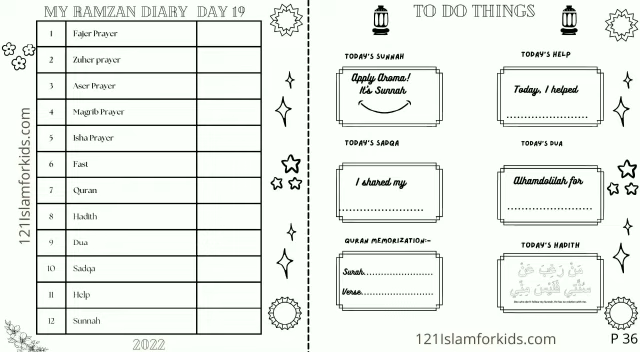 MY RAMZAN DIARY DAY 19
1 Fajer Prayer
2 Zuher prayer
3 Aser Prayer
4 Magrib Prayer
5 Isha Prayer
6 Fast
7 Quran
8 Hadith
9 Dua
10 Sadqa
11 Help
12 Sunnah
2022
121Islamforkids.com
TO DO THINGS
TODAY'S SUNNAH
Apply Aroma!
It's Sunnah
TODAY'S HELP
Today, I helped
TODAY'S SADQA
I shared my
TODAY'S DUA
Alhamdolilah for
QURAN MEMORIZATION:-
Surah
Verse
TODAY'S HADITH
مَنْ رَغِبَ عَنْ
سُنَّتِي فَلَيْسَ مِنِّي
121Islamforkids.com
P 36